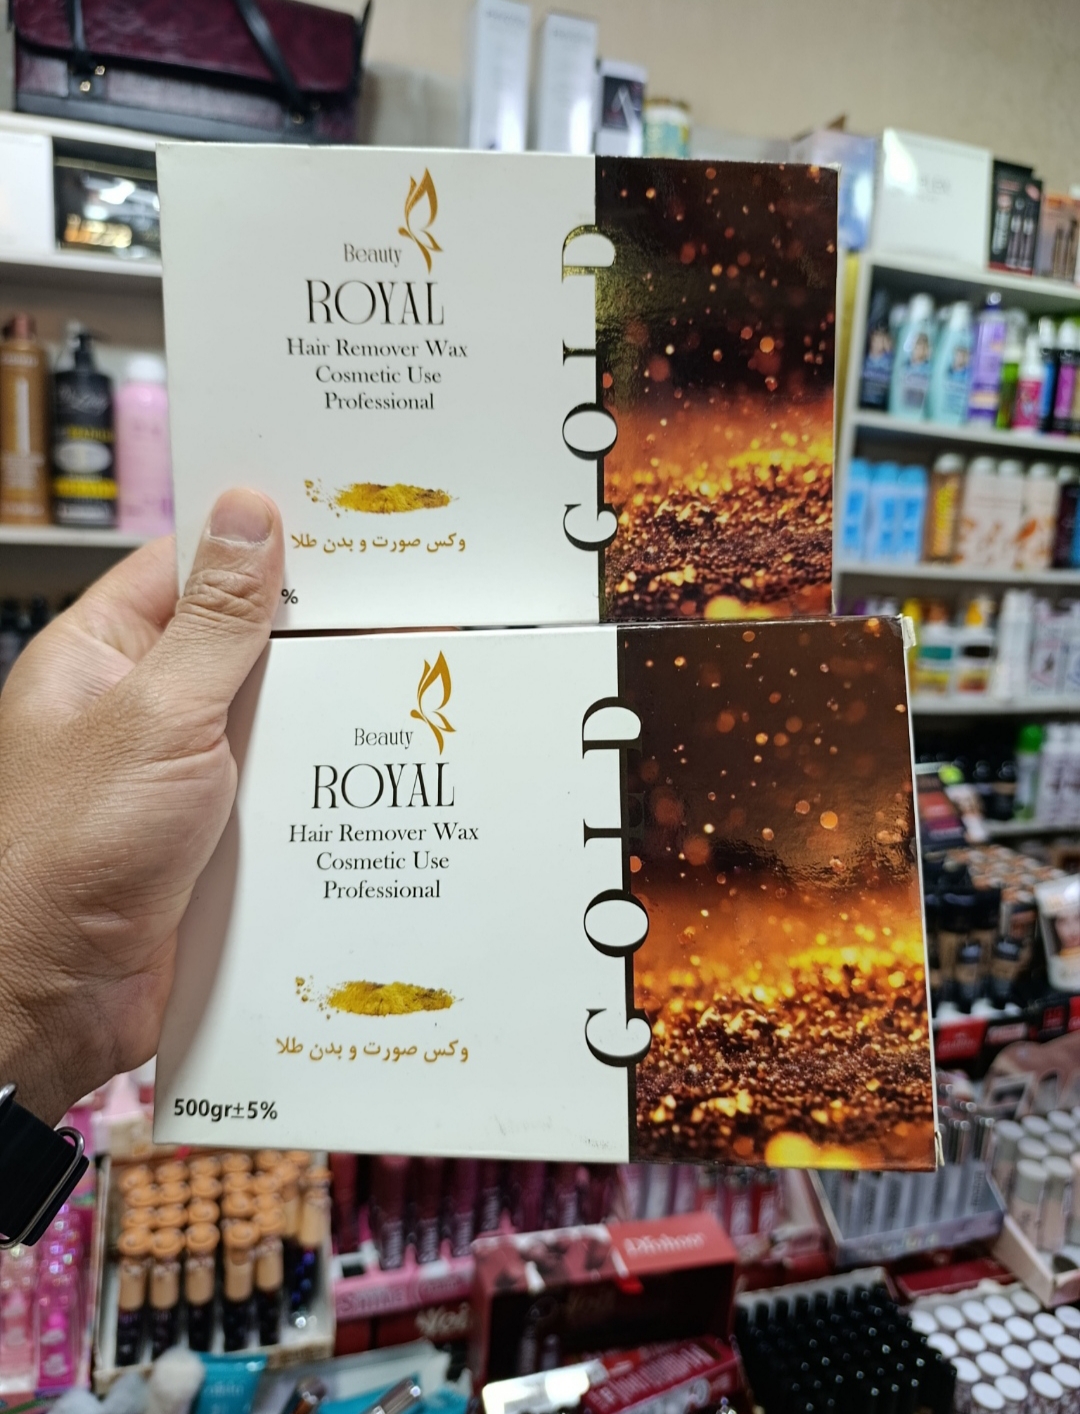 Beauty
ROYAL
Hair Remover Wax
Cosmetic Use
Professional
وکس صورت و بدن طلا
%
GOLD
Beauty
ROYAL
Hair Remover Wax
Cosmetic Use
Professional
وکس صورت و بدن طلا
500gr±5%
GOLD